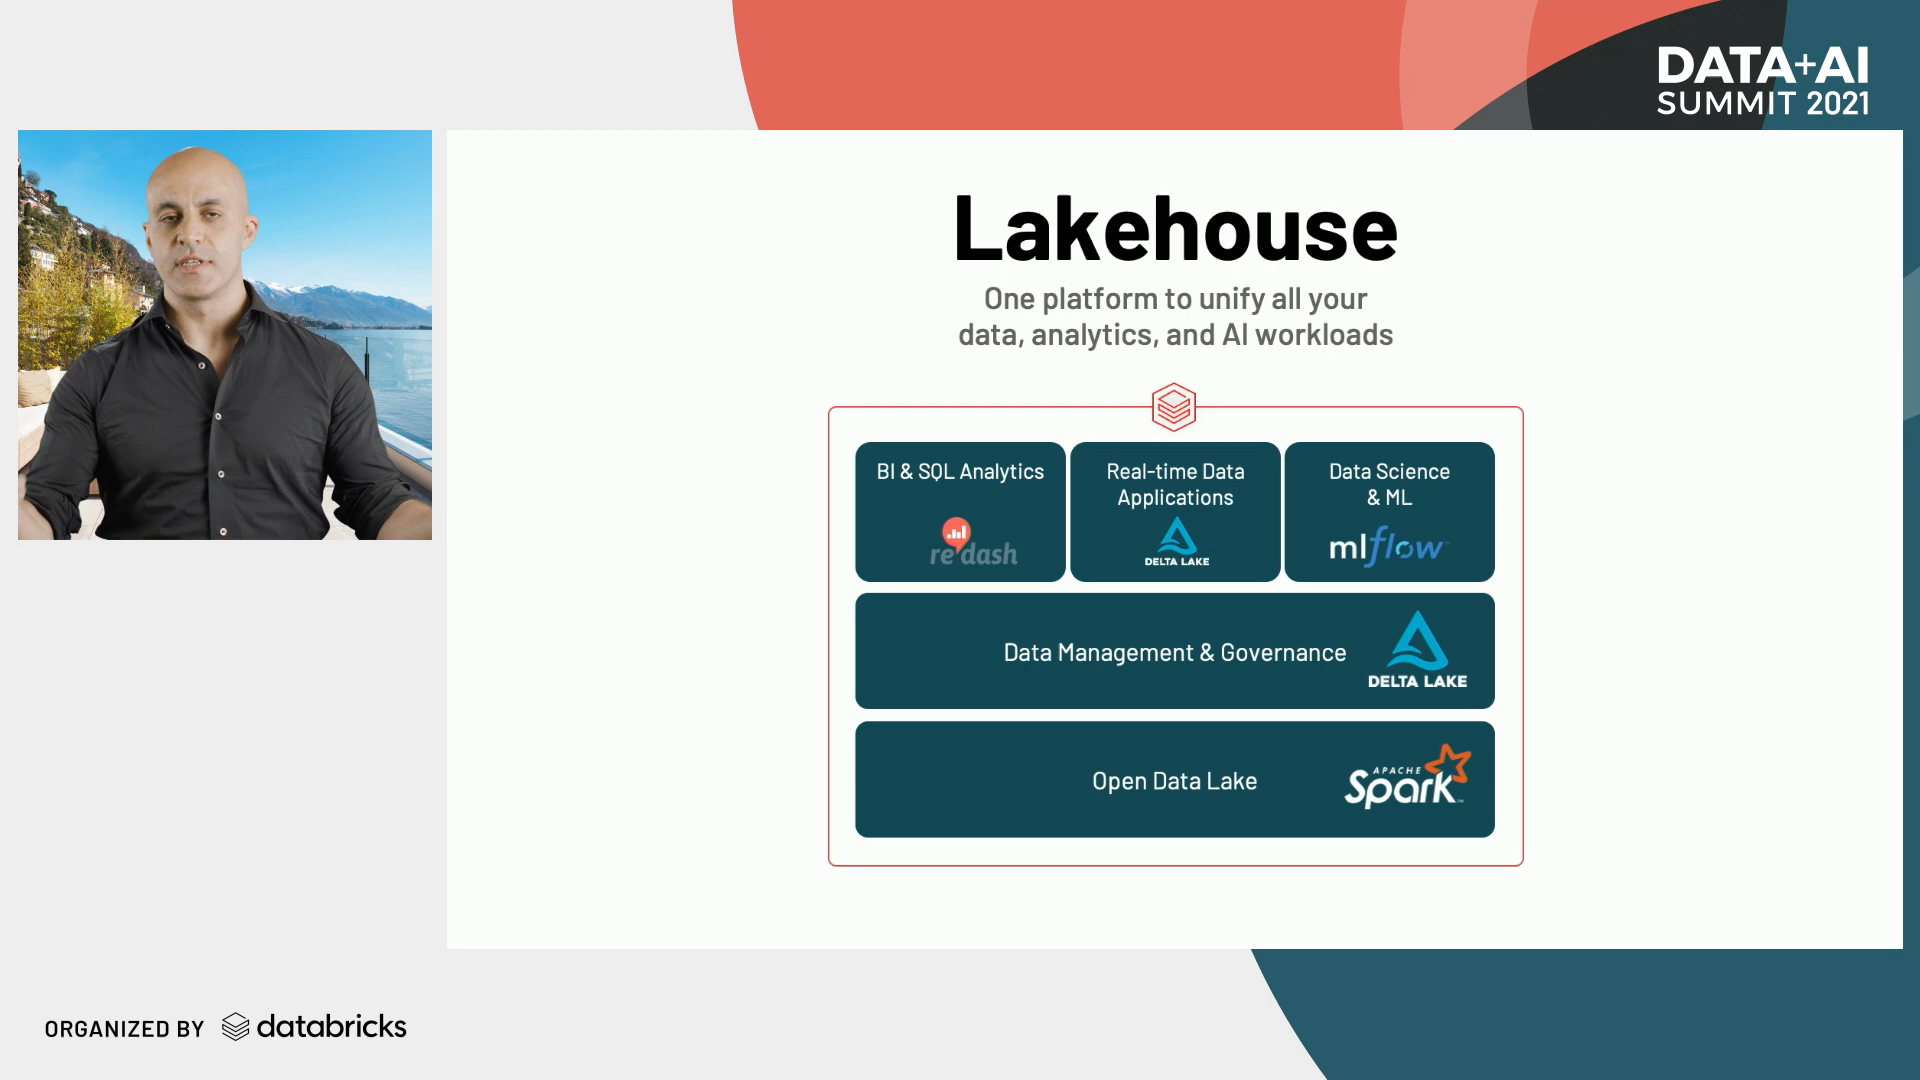 DATA+AI
SUMMIT 2021
Lakehouse
One platform to unify all your
data, analytics, and AI workloads
BI & SQL Analytics
redash
Real-time Data
Applications
DELTA LAKE
Data Science
& ML
mlflow
Data Management & Governance
DELTA LAKE
Open Data Lake
APACHE
Spark
ORGANIZED BY databricks